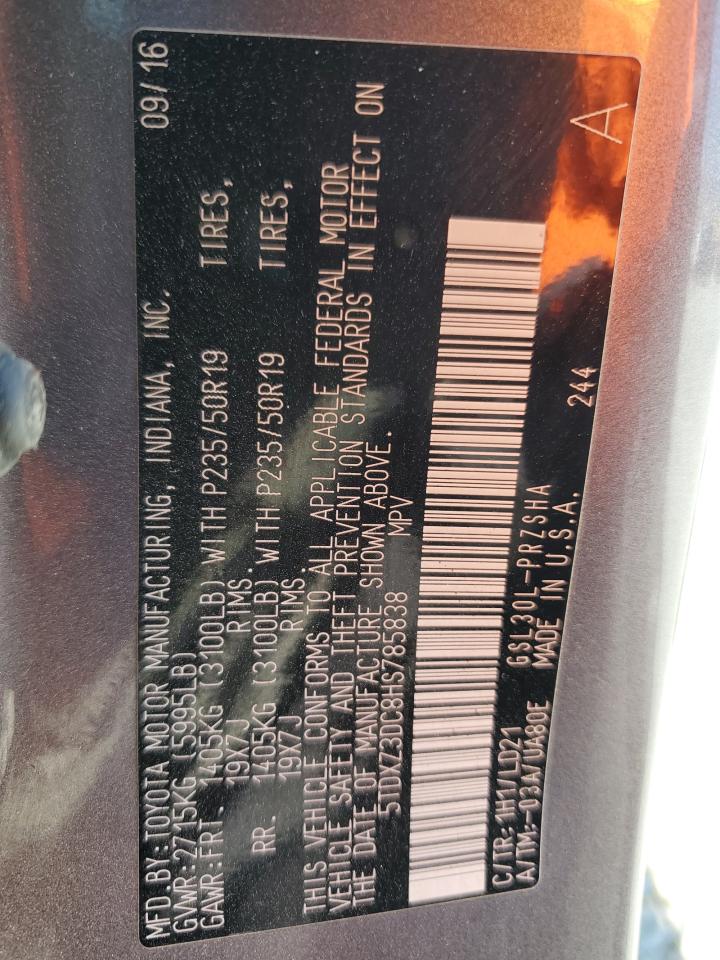 MFD.BY:TOYOTA MOTOR MANUFACTURING, INDIANA, INC. 09/16
GVWR:2715KG (5995LB)
GAWR:FRT. 1405KG (3100LB) WITH P235/50R19 TIRES,
19X7J RIMS.
RR. 1405KG (3100LB) WITH P235/50R19 TIRES,
19X7J RIMS.
THIS VEHICLE CONFORMS TO ALL APPLICABLE FEDERAL MOTOR
VEHICLE SAFETY AND THEFT PREVENTION STANDARDS IN EFFECT ON
THE DATE OF MANUFACTURE SHOWN ABOVE.
5TDXZ3DC8HS785838 MPV
C/TR:1H1/LD21 GSL30L-PRZSHA
A/TM:-03A/UA80E MADE IN U.S.A. 244
A